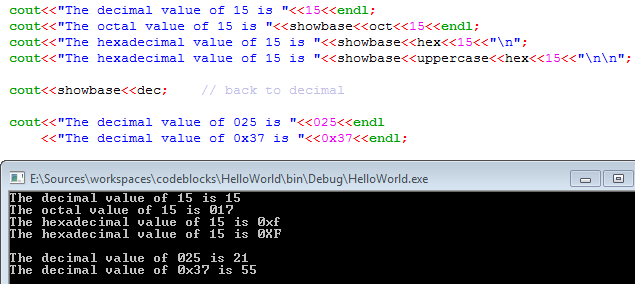 cout<<"The decimal value of 15 is "<<15<<endl;
cout<<"The octal value of 15 is "<<showbase<<oct<<15<<endl;
cout<<"The hexadecimal value of 15 is "<<showbase<<hex<<15<<"\n";
cout<<"The hexadecimal value of 15 is "<<showbase<<uppercase<<hex<<15<<"\n\n";
cout<<showbase<<dec;    // back to decimal
cout<<"The decimal value of 025 is "<<025<<endl
    <<"The decimal value of 0x37 is "<<0x37<<endl;
E:\Sources\workspaces\codeblocks\HelloWorld\bin\Debug\HelloWorld.exe
The decimal value of 15 is 15
The octal value of 15 is 017
The hexadecimal value of 15 is 0xf
The hexadecimal value of 15 is 0XF
The decimal value of 025 is 21
The decimal value of 0x37 is 55